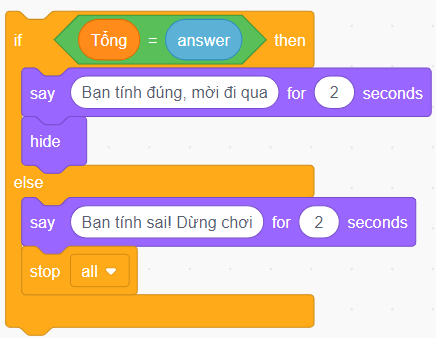 if Tổng = answer then
say Bạn tính đúng, mời đi qua for 2 seconds
hide
else
say Bạn tính sai! Dừng chơi for 2 seconds
stop all